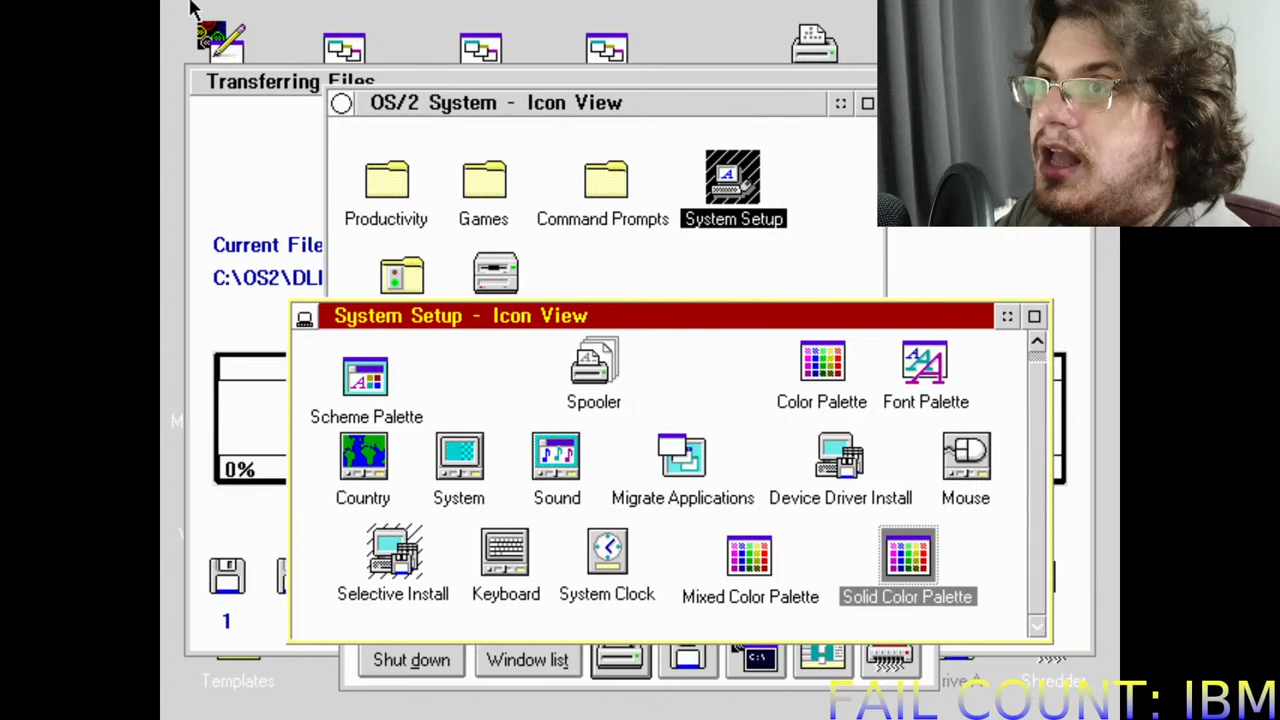 Transferring Files
OS/2 System - Icon View
Productivity
Games
Command Prompts
System Setup
Current File
C:\OS2\DLL
System Setup - Icon View
Scheme Palette
Spooler
Color Palette
Font Palette
Country
System
Sound
Migrate Applications
Device Driver Install
Mouse
0%
Selective Install
Keyboard
System Clock
Mixed Color Palette
Solid Color Palette
1
Shut down
Window list
C:\
Templates
Drive A
Shredder
FAIL COUNT: IBM